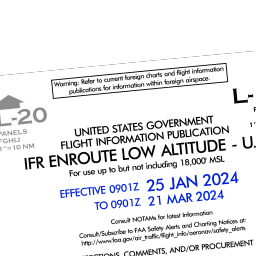 Warning: Refer to current foreign charts and flight information
publications for information within foreign airspace.
L-20
PANELS
FGHIJ
1"=10 NM
L-
UNITED STATES GOVERNMENT
FLIGHT INFORMATION PUBLICATION
IFR ENROUTE LOW ALTITUDE - U.
For use up to but not including 18,000' MSL
EFFECTIVE 0901Z 25 JAN 2024
TO 0901Z 21 MAR 2024
Consult NOTAMs for latest information
Consult/Subscribe to FAA Safety Alerts and Charting Notices at:
http://www.faa.gov/air_traffic/flight_info/aeronav/safety_alerts
COMMENTS, AND/OR PROCUREMENT